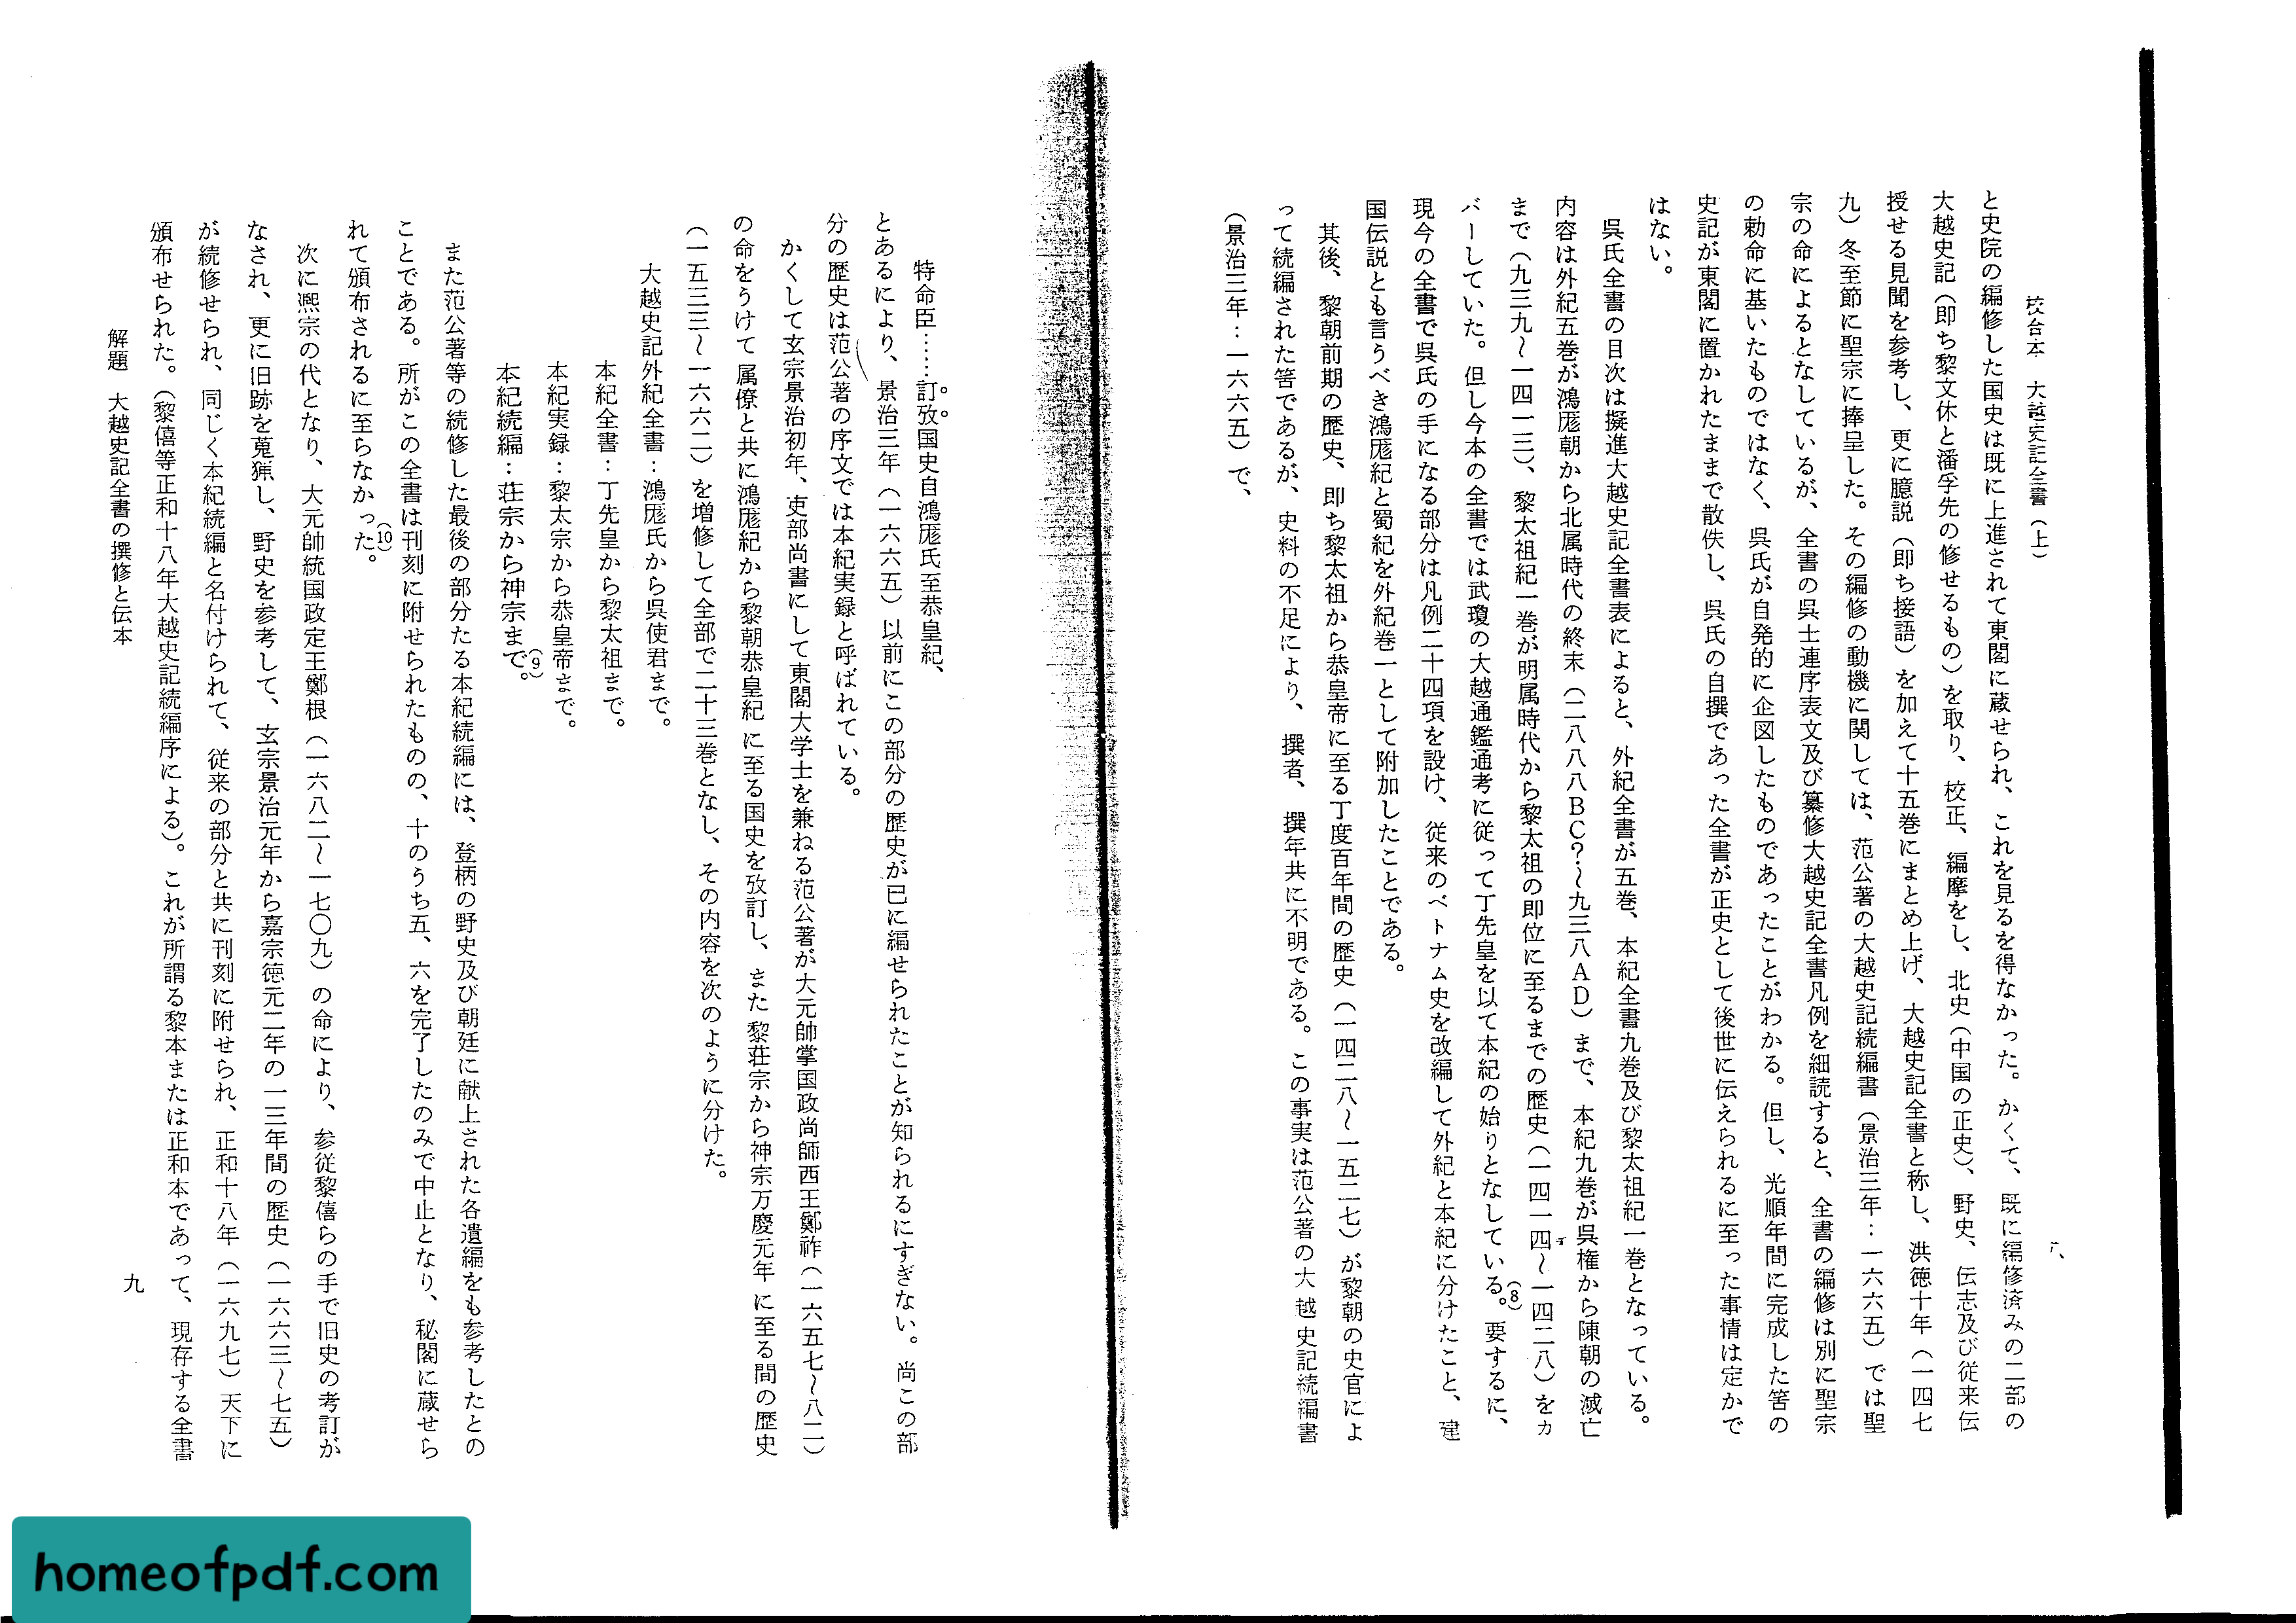 校合本 大越史記全書(上)
八
と史院の編修した国史は既に上進されて東閣に蔵せられ、これを見るを得なかった。かくて、既に編修済みの二部の
大越史記(即ち黎文休と潘孚先の修せるもの)を取り、校正、編摩をし、北史(中国の正史)、野史、伝志及び従来伝
授せる見聞を参考し、更に臆説(即ち接語)を加えて十五巻にまとめ上げ、大越史記全書と称し、洪徳十年(一四七
九)冬至節に聖宗に捧呈した。その編修の動機に関しては、范公著の大越史記続編書(景治三年:一六六五)では聖
宗の命によるとなしているが、全書の呉士連序表文及び纂修大越史記全書凡例を細読すると、全書の編修は別に聖宗
の勅命に基いたものではなく、呉氏が自発的に企図したものであったことがわかる。但し、光順年間に完成した筈の
史記が東閣に置かれたままで散佚し、呉氏の自撰であった全書が正史として後世に伝えられるに至った事情は定かで
はない。
呉氏全書の目次は擬進大越史記全書表によると、外紀全書が五巻、本紀全書九巻及び黎太祖紀一巻となっている。
内容は外紀五巻が鴻厖朝から北属時代の終末(二八八八BC?〜九三八AD)まで、本紀九巻が呉権から陳朝の滅亡
まで(九三九〜一四一三)、黎太祖紀一巻が明属時代から黎太祖の即位に至るまでの歴史(一四一四〜一四二八)をカ
バーしていた。但し今本の全書では武瓊の大越通鑑通考に従って丁先皇を以て本紀の始りとなしている。(8)要するに、
現今の全書で呉氏の手になる部分は凡例二十四項を設け、従来のベトナム史を改編して外紀と本紀に分けたこと、建
国伝説とも言うべき鴻厖紀と蜀紀を外紀巻一として附加したことである。
其後、黎朝前期の歴史、即ち黎太祖から恭皇帝に至る丁度百年間の歴史(一四二八〜一五二七)が黎朝の史官によ
って続編された筈であるが、史料の不足により、撰者、撰年共に不明である。この事実は范公著の大越史記続編書
(景治三年:一六六五)で、
特命臣……訂攷国史自鴻厖氏至恭皇紀、
とあるにより、景治三年(一六六五)以前にこの部分の歴史が已に編せられたことが知られるにすぎない。尚この部
分の歴史は范公著の序文では本紀実録と呼ばれている。
かくして玄宗景治初年、吏部尚書にして東閣大学士を兼ねる范公著が大元帥掌国政尚師西王鄭祚(一六五七〜八二)
の命をうけて属僚と共に鴻厖紀から黎朝恭皇紀に至る国史を攷訂し、また黎荘宗から神宗万慶元年に至る間の歴史
(一五三三〜一六六二)を増修して全部で二十三巻となし、その内容を次のように分けた。
大越史記外紀全書:鴻厖氏から呉使君まで。
本紀全書:丁先皇から黎太祖まで。
本紀実録:黎太宗から恭皇帝まで。
本紀続編:荘宗から神宗まで。(9)
また范公著等の続修した最後の部分たる本紀続編には、登柄の野史及び朝廷に献上された各遺編をも参考したとの
ことである。所がこの全書は刊刻に附せられたものの、十のうち五、六を完了したのみで中止となり、秘閣に蔵せら
れて頒布されるに至らなかった。(10)
次に熈宗の代となり、大元帥統国政定王鄭根(一六八二〜一七〇九)の命により、参従黎僖らの手で旧史の考訂が
なされ、更に旧跡を蒐猟し、野史を参考して、玄宗景治元年から嘉宗徳元二年の一三年間の歴史(一六六三〜七五)
が続修せられ、同じく本紀続編と名付けられて、従来の部分と共に刊刻に附せられ、正和十八年(一六九七)天下に
頒布せられた。(黎僖等正和十八年大越史記続編序による)。これが所謂る黎本または正和本であって、現存する全書
解題 大越史記全書の撰修と伝本
九
homeofpdf.com